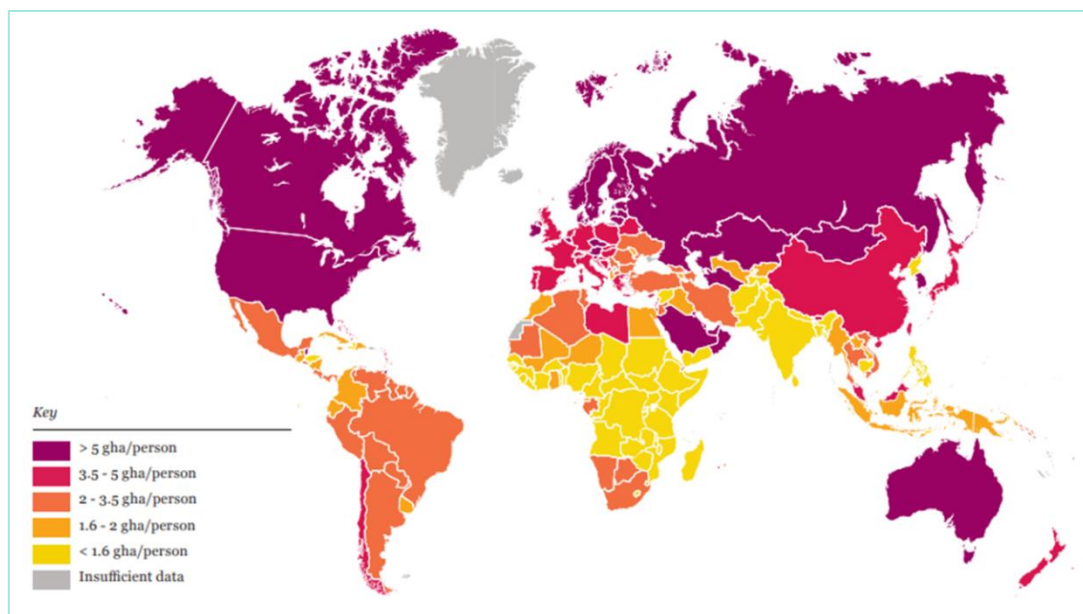 Key
> 5 gha/person
3.5 - 5 gha/person
2 - 3.5 gha/person
1.6 - 2 gha/person
< 1.6 gha/person
Insufficient data